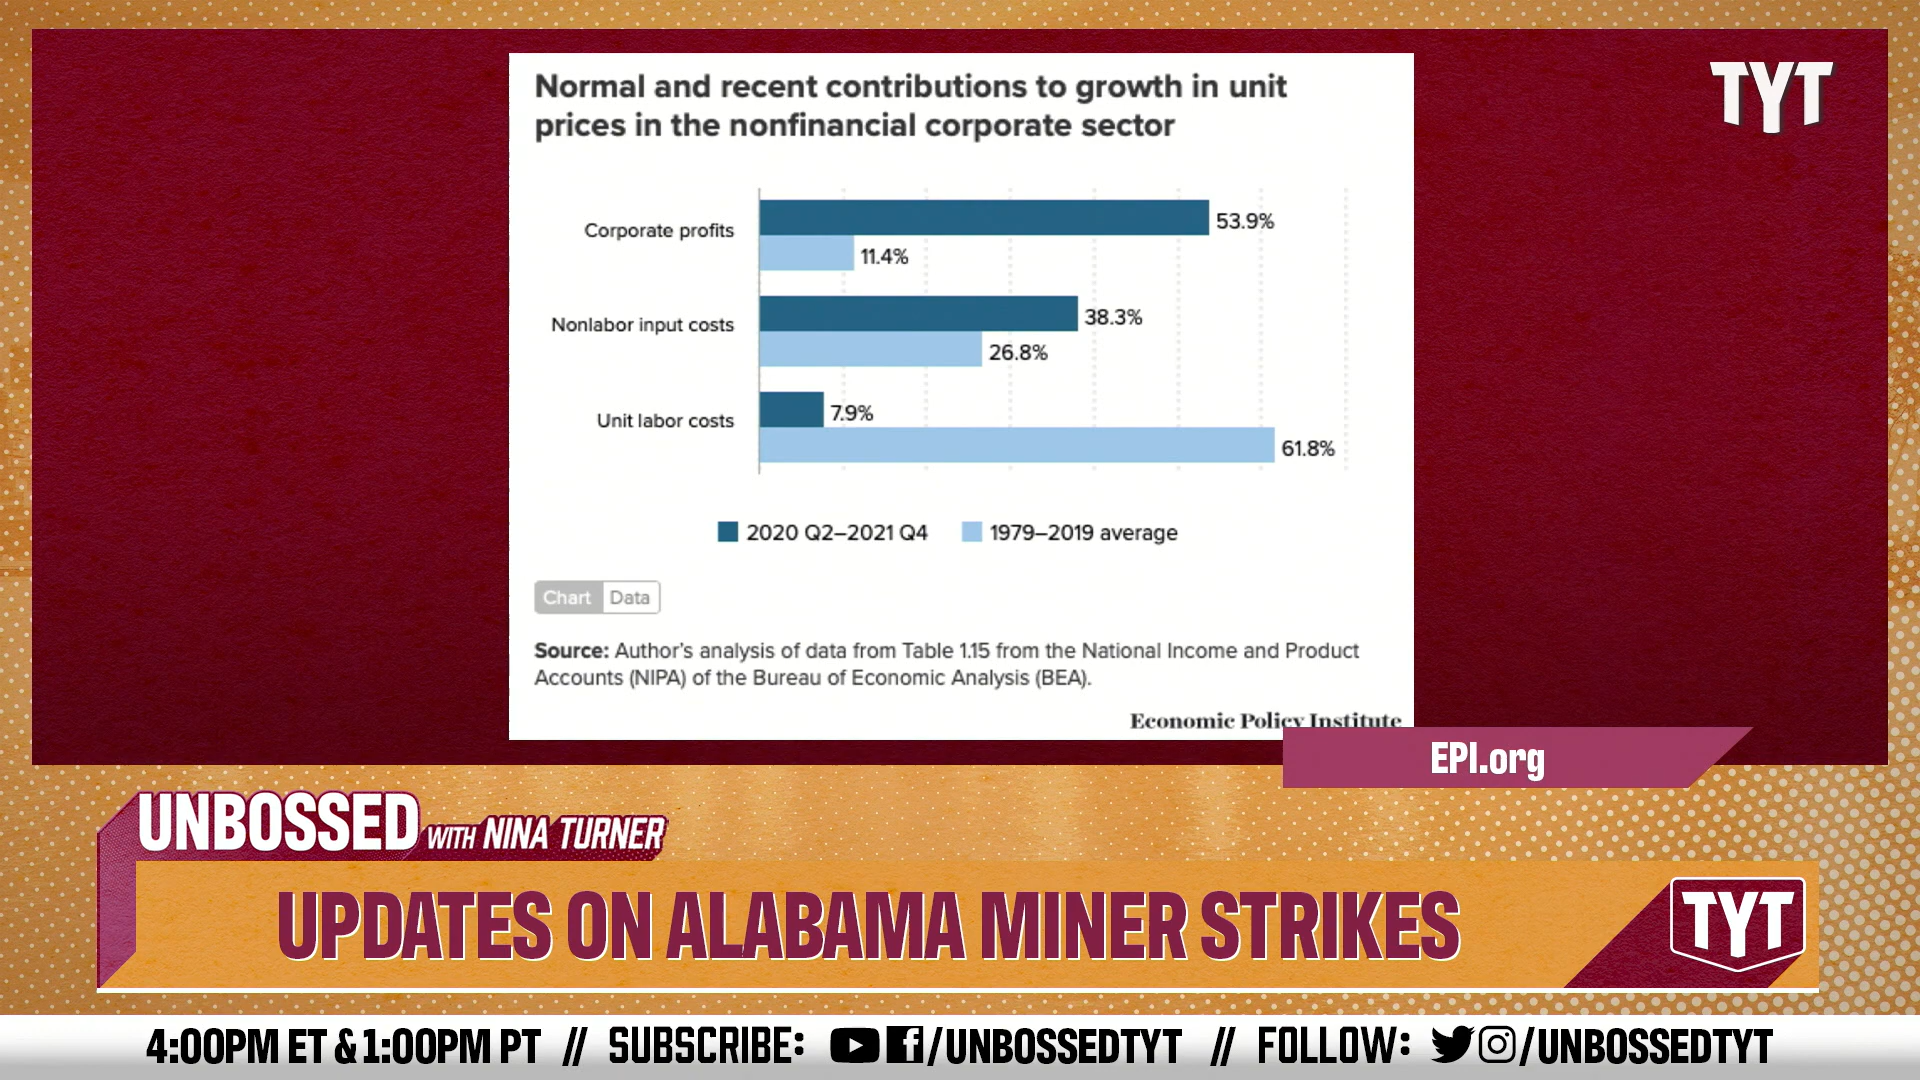 TYT
Normal and recent contributions to growth in unit
prices in the nonfinancial corporate sector
Corporate profits
53.9%
11.4%
Nonlabor input costs
38.3%
26.8%
Unit labor costs
7.9%
61.8%
2020 Q2–2021 Q4
1979–2019 average
Chart Data
Source: Author's analysis of data from Table 1.15 from the National Income and Product
Accounts (NIPA) of the Bureau of Economic Analysis (BEA).
Economic Policy Institute
EPI.org
UNBOSSED WITH NINA TURNER
UPDATES ON ALABAMA MINER STRIKES
TYT
4:00PM ET & 1:00PM PT // SUBSCRIBE: /UNBOSSEDTYT // FOLLOW: /UNBOSSEDTYT